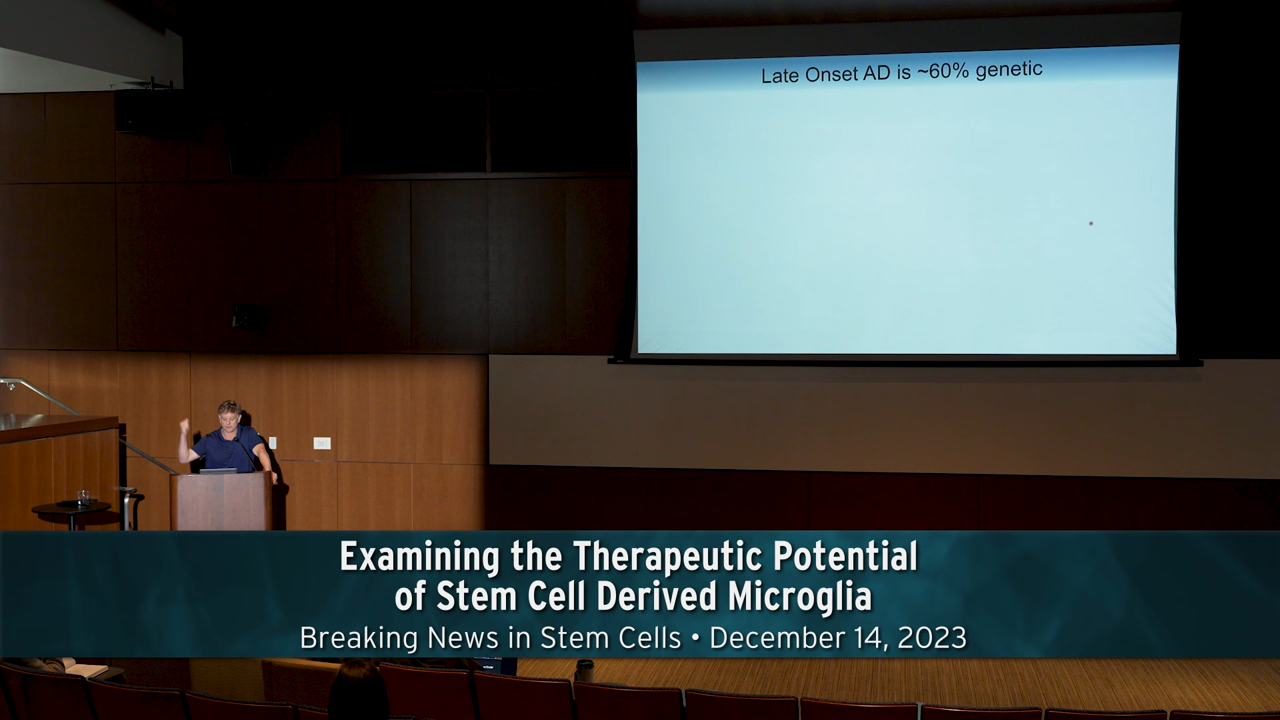 Late Onset AD is ~60% genetic
Examining the Therapeutic Potential
of Stem Cell Derived Microglia
Breaking News in Stem Cells • December 14, 2023